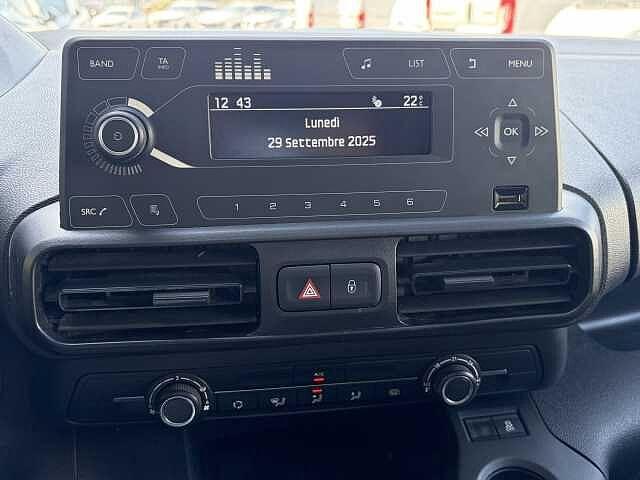 BAND
TA
INFO
LIST
MENU
12 43
22°C
Lunedì
29 Settembre 2025
OK
SRC
1 2 3 4 5 6
A/C